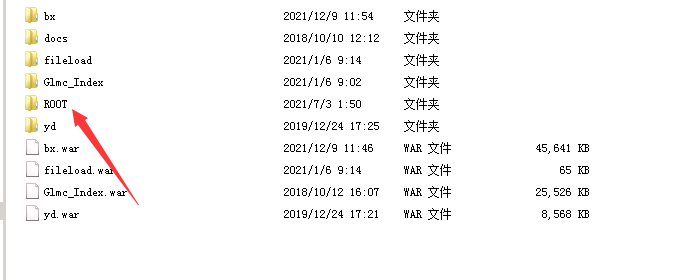 bx 2021/12/9 11:54 文件夹
docs 2018/10/10 12:12 文件夹
fileload 2021/1/6 9:14 文件夹
Glmc_Index 2021/1/6 9:02 文件夹
ROOT 2021/7/3 1:50 文件夹
yd 2019/12/24 17:25 文件夹
bx.war 2021/12/9 11:46 WAR 文件 45,641 KB
fileload.war 2021/1/6 9:14 WAR 文件 65 KB
Glmc_Index.war 2018/10/12 16:07 WAR 文件 25,526 KB
yd.war 2019/12/24 17:21 WAR 文件 8,568 KB